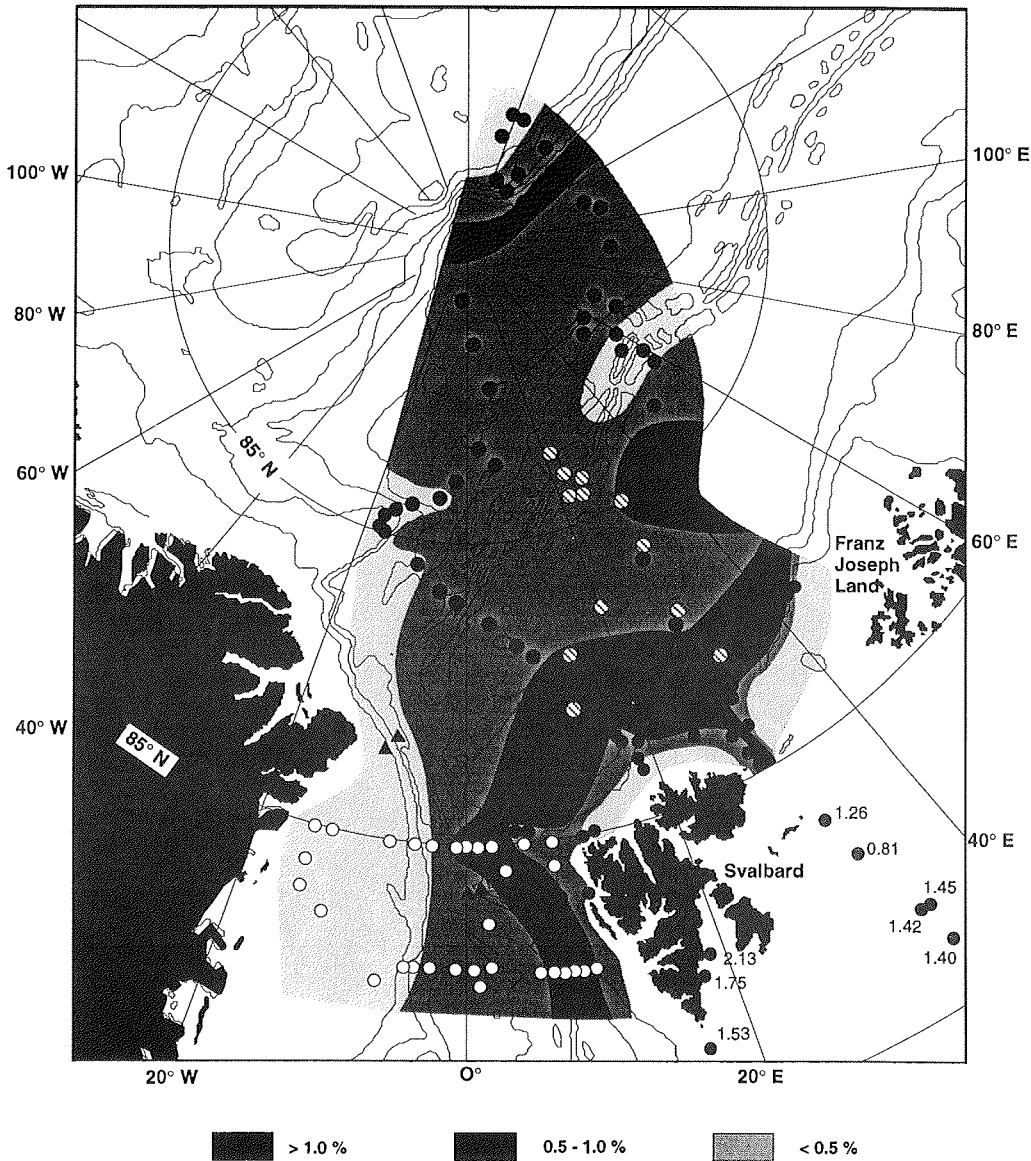 100° W
100° E
80° W
80° E
85° N
60° W
60° E
Franz
Joseph
Land
40° W
85° N
1.26
0.81
40° E
Svalbard
1.45
1.42
1.40
2.13
1.75
1.53
20° W
0°
20° E
> 1.0 %
0.5 - 1.0 %
< 0.5 %